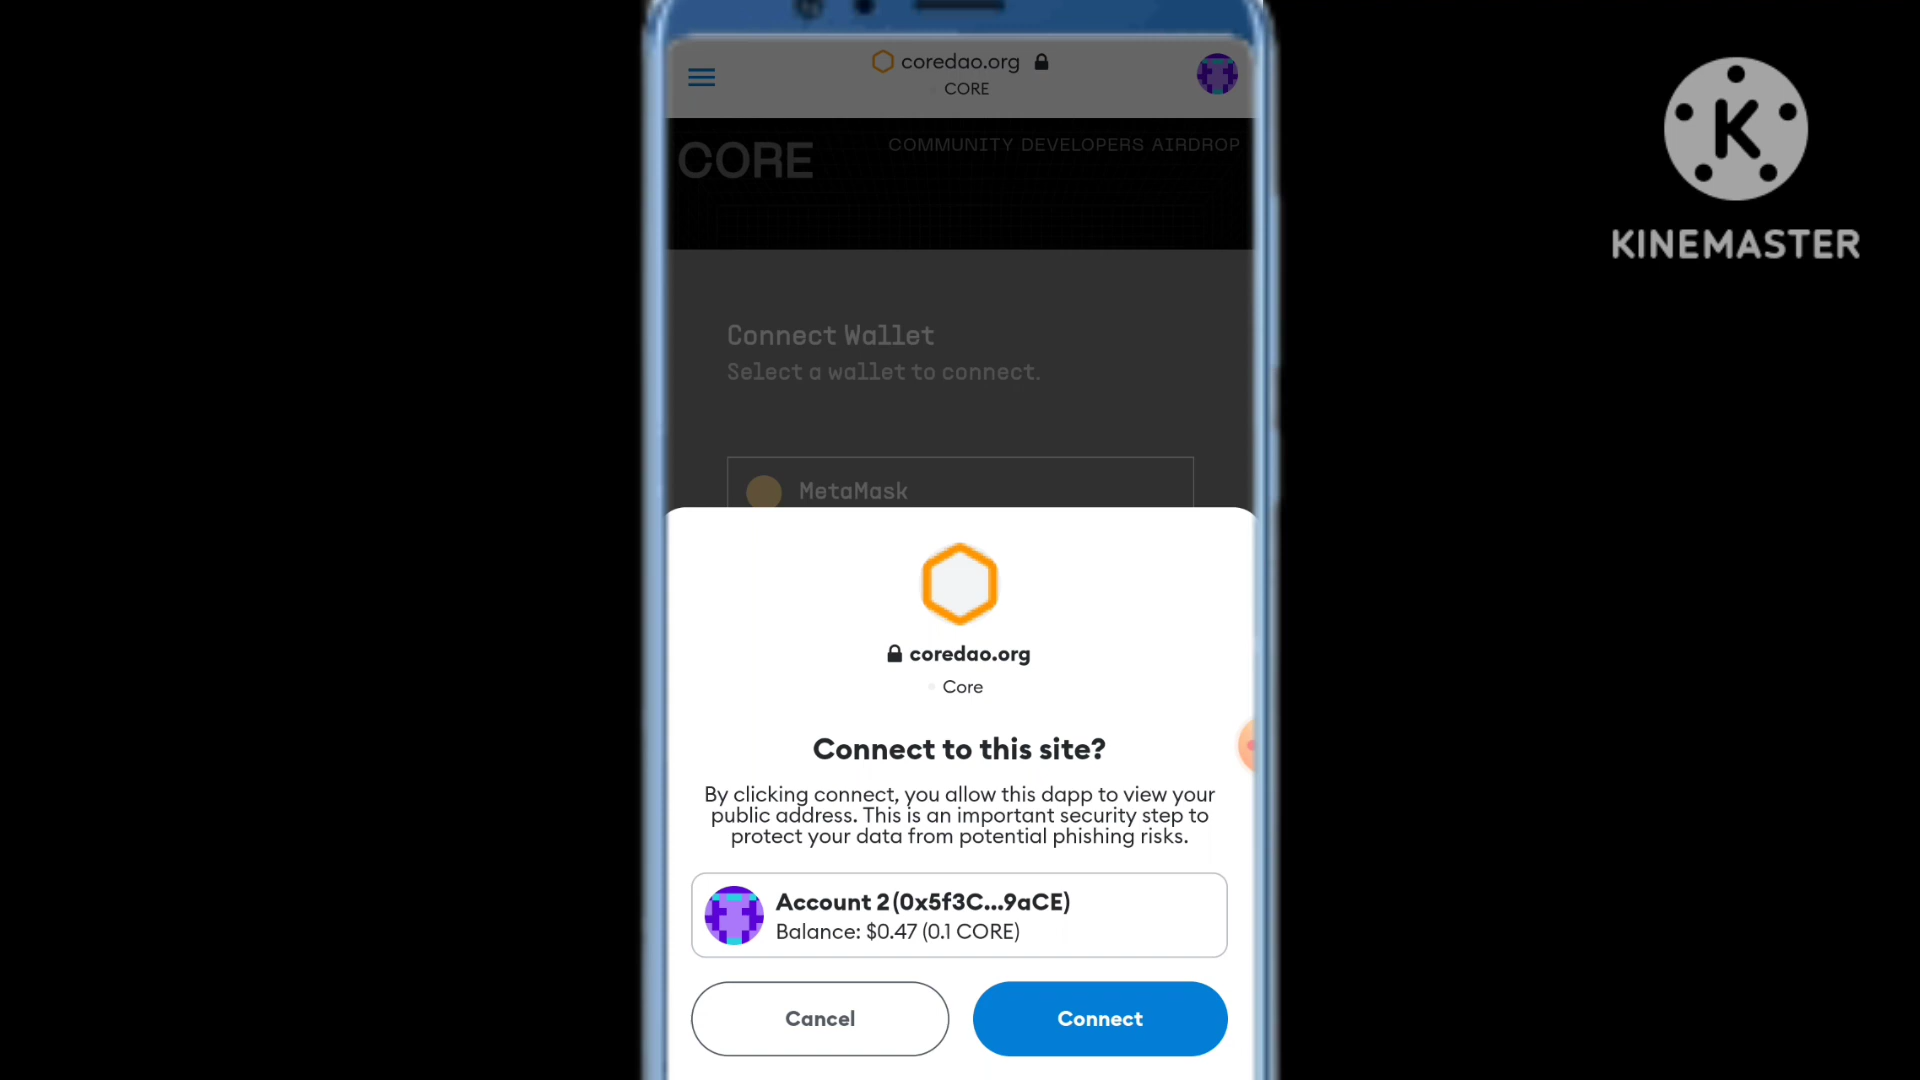 coredao.org
CORE
CORE
COMMUNITY DEVELOPERS AIRDROP
K
KINEMASTER
Connect Wallet
Select a wallet to connect.
MetaMask
coredao.org
Core
Connect to this site?
By clicking connect, you allow this dapp to view your
public address. This is an important security step to
protect your data from potential phishing risks.
Account 2 (0x5f3C...9aCE)
Balance: $0.47 (0.1 CORE)
Cancel
Connect